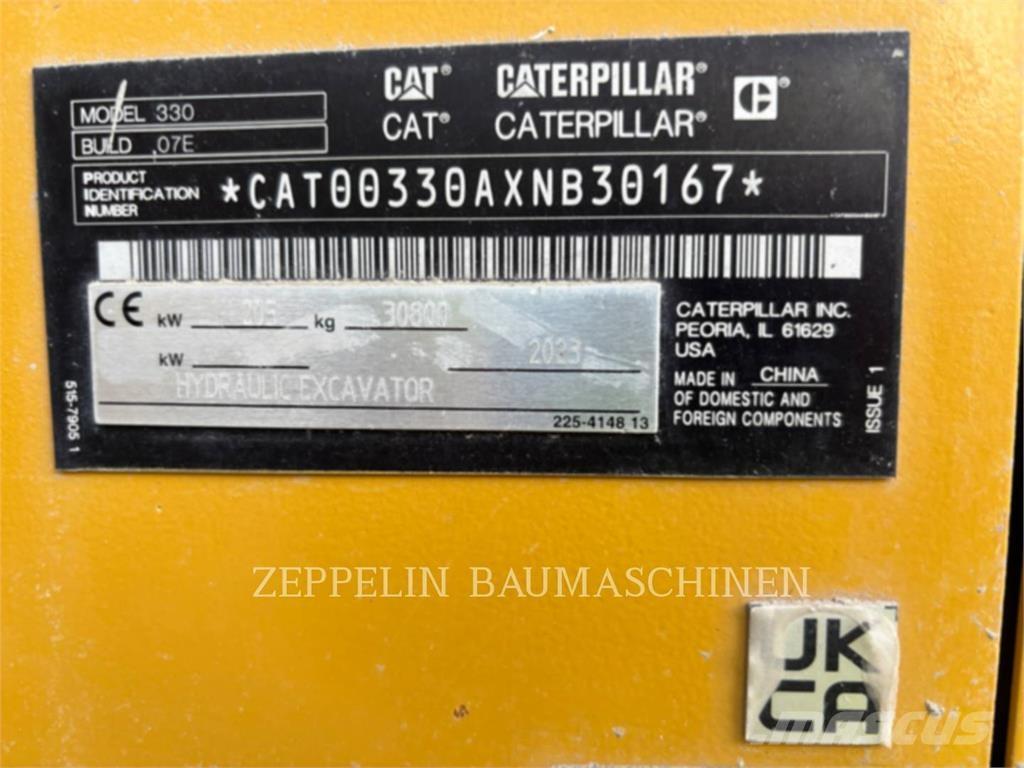 CAT® CATERPILLAR®
CAT® CATERPILLAR®
MODEL 330
BUILD 07E
PRODUCT
IDENTIFICATION
NUMBER
*CAT00330AXNB30167*
CE kW 205 kg 30800
kW 2023
HYDRAULIC EXCAVATOR
225-4148 13
515-7905 1
CATERPILLAR INC.
PEORIA, IL 61629
USA
MADE IN CHINA
OF DOMESTIC AND
FOREIGN COMPONENTS
ISSUE 1
ZEPPELIN BAUMASCHINEN
UK
CA
MASCUS